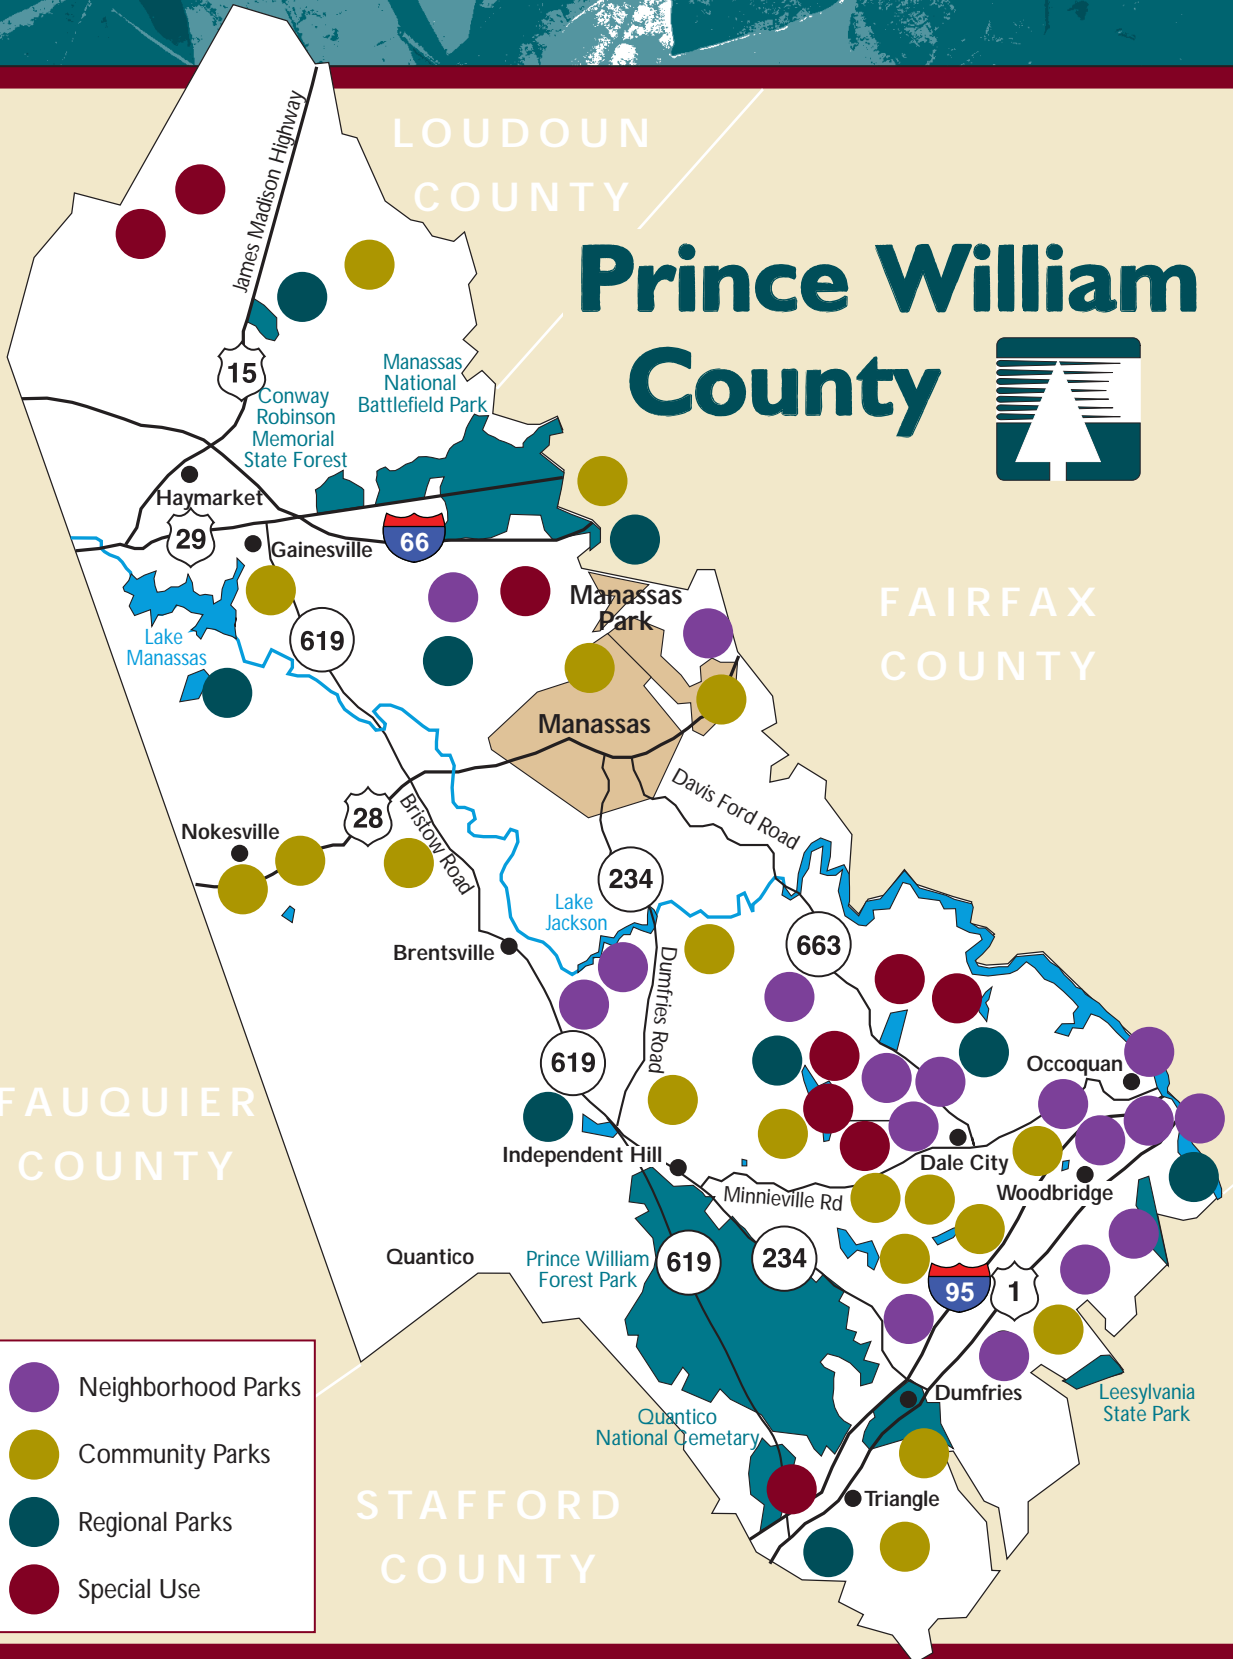 LOUDOUN
COUNTY
Prince William
County
James Madison Highway
15
Manassas
National
Battlefield Park
Conway
Robinson
Memorial
State Forest
Haymarket
29
Gainesville
66
Manassas
Park
FAIRFAX
COUNTY
619
Lake
Manassas
Manassas
Davis Ford Road
28
Bristow Road
Nokesville
234
Lake
Jackson
663
Brentsville
Dumfries Road
619
Occoquan
FAUQUIER
COUNTY
Independent Hill
Dale City
Minnieville Rd
Woodbridge
Quantico
Prince William
Forest Park
619
234
95
1
Dumfries
Leesylvania
State Park
Quantico
National Cemetary
Triangle
STAFFORD
COUNTY
Neighborhood Parks
Community Parks
Regional Parks
Special Use